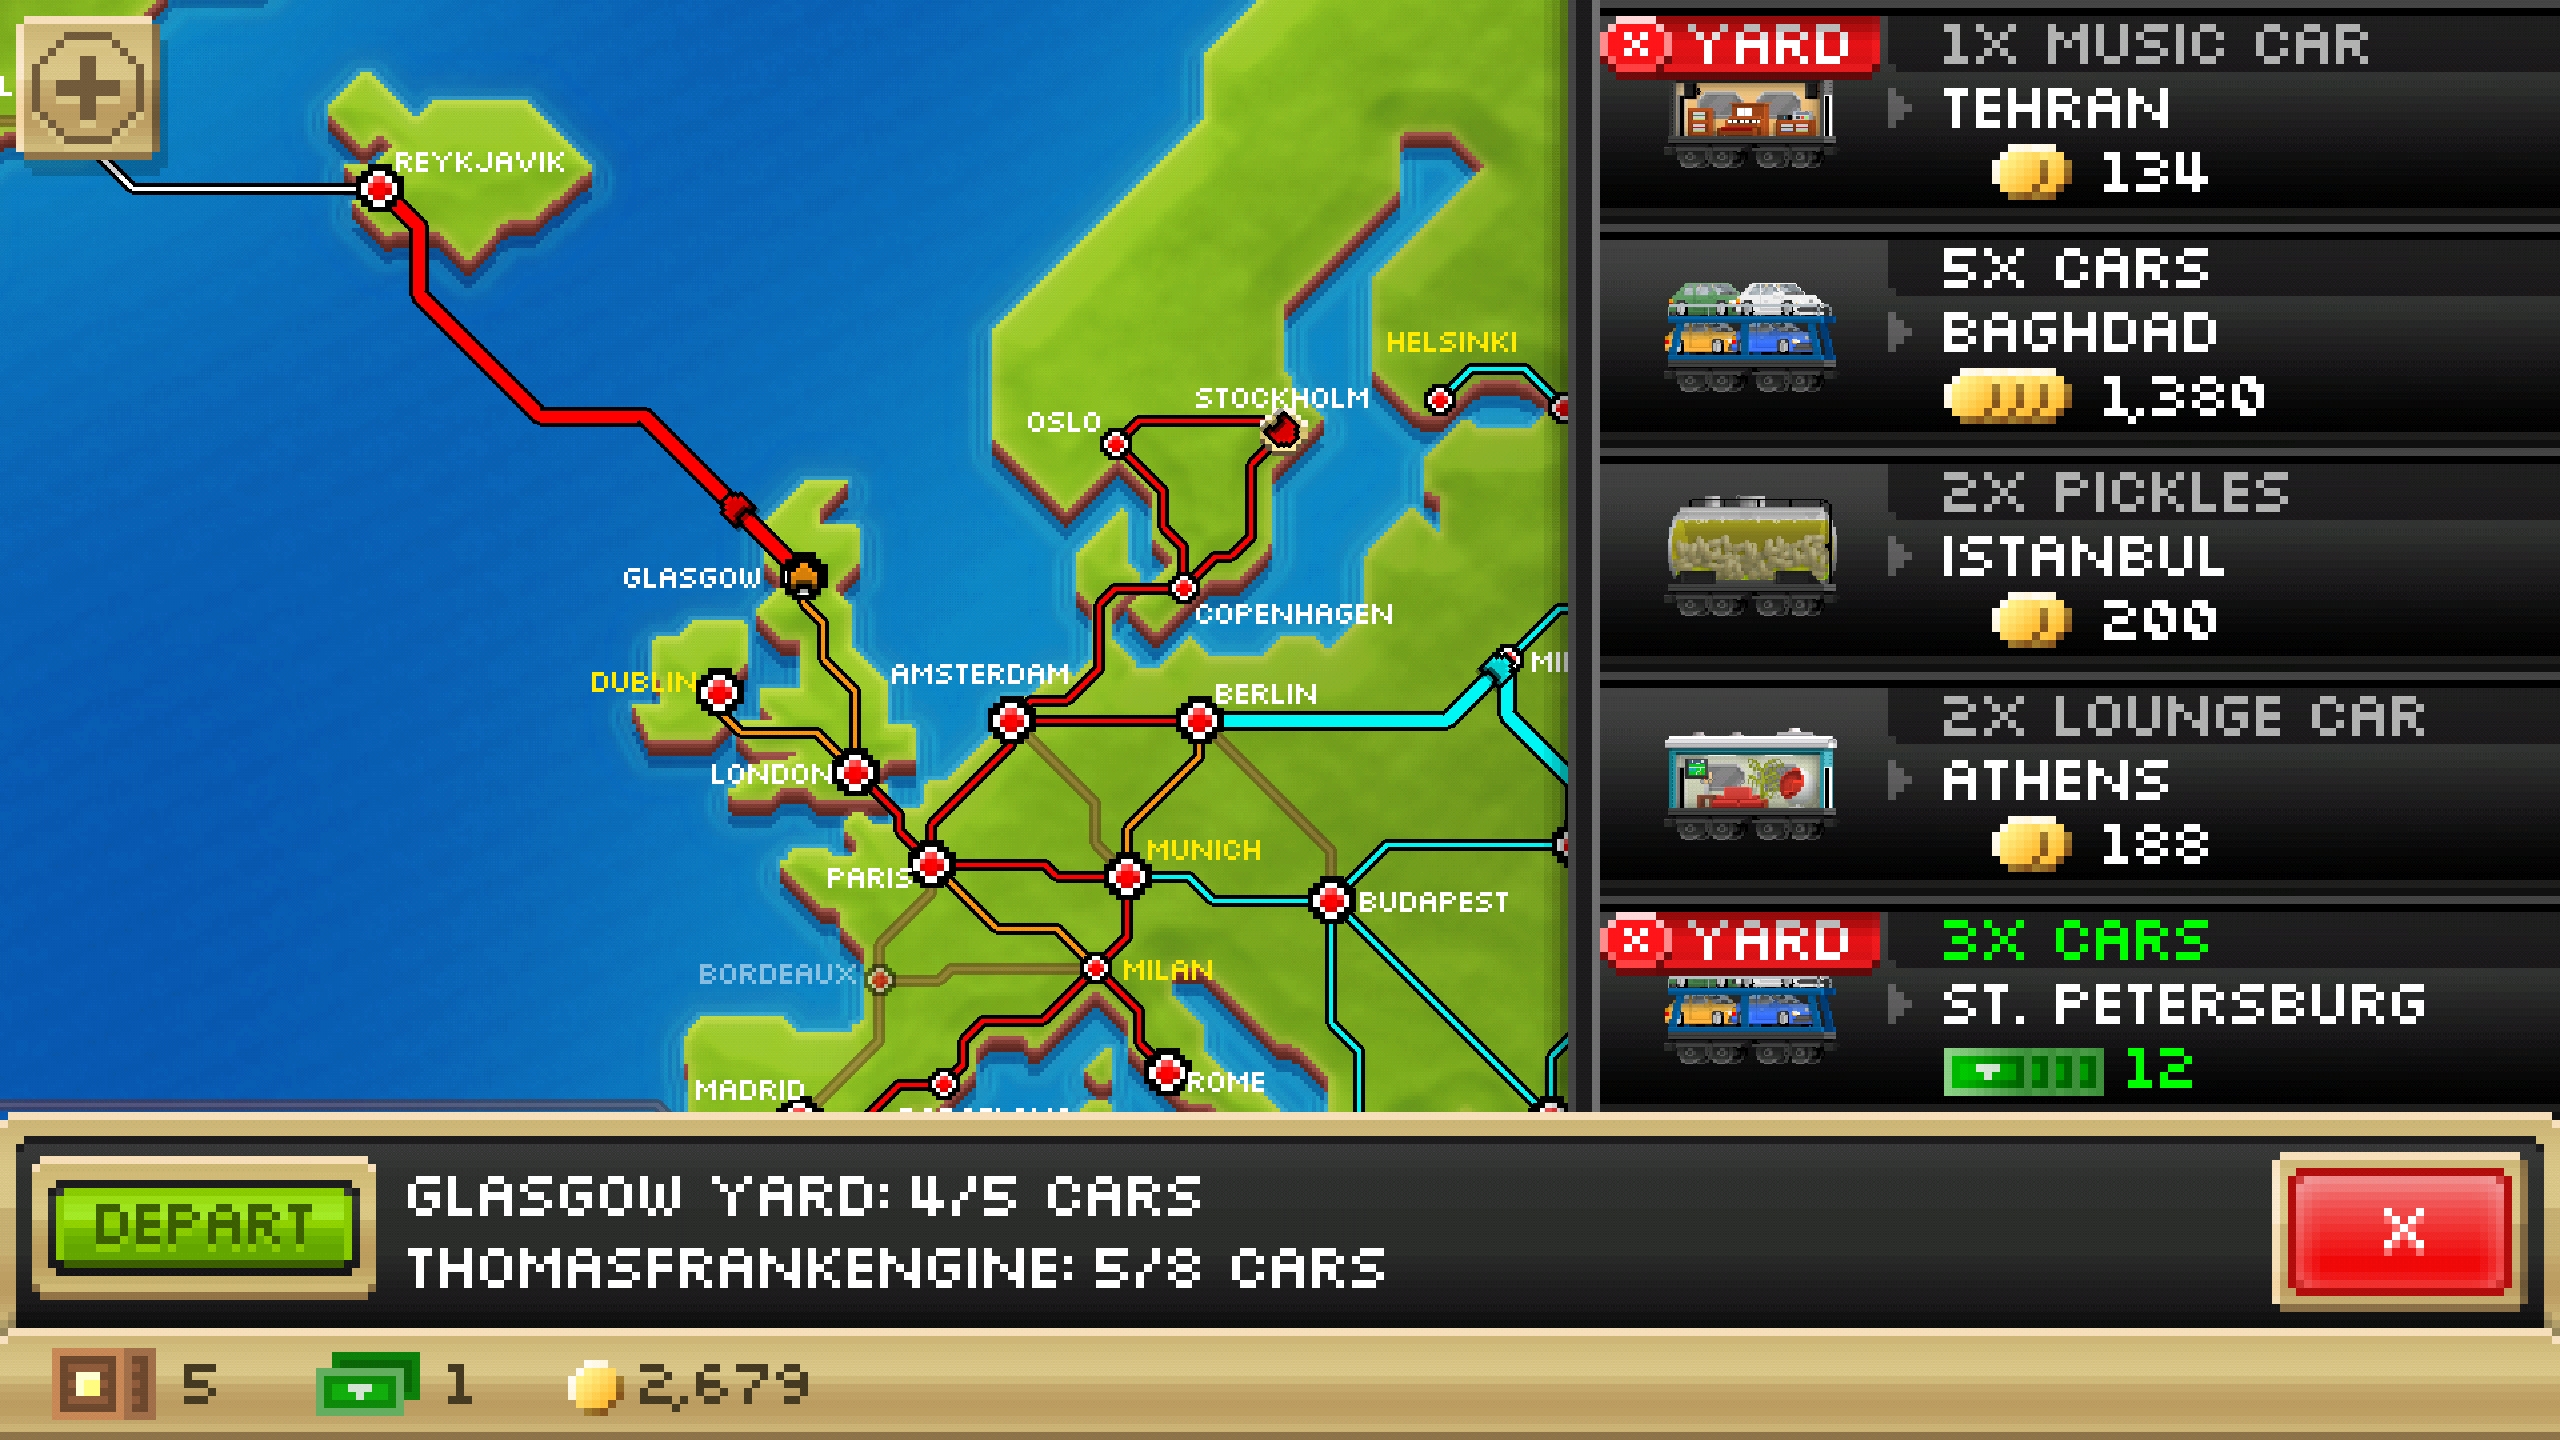 REYKJAVIK
HELSINKI
STOCKHOLM
OSLO
GLASGOW
COPENHAGEN
AMSTERDAM
DUBLIN
BERLIN
LONDON
MUNICH
PARIS
BUDAPEST
BORDEAUX
MILAN
MADRID
ROME
YARD
1X MUSIC CAR
TEHRAN
134
5X CARS
BAGHDAD
1,380
2X PICKLES
ISTANBUL
200
2X LOUNGE CAR
ATHENS
188
YARD
3X CARS
ST. PETERSBURG
12
DEPART
GLASGOW YARD: 4/5 CARS
THOMASFRANKENGINE: 5/8 CARS
X
5
1
2,679